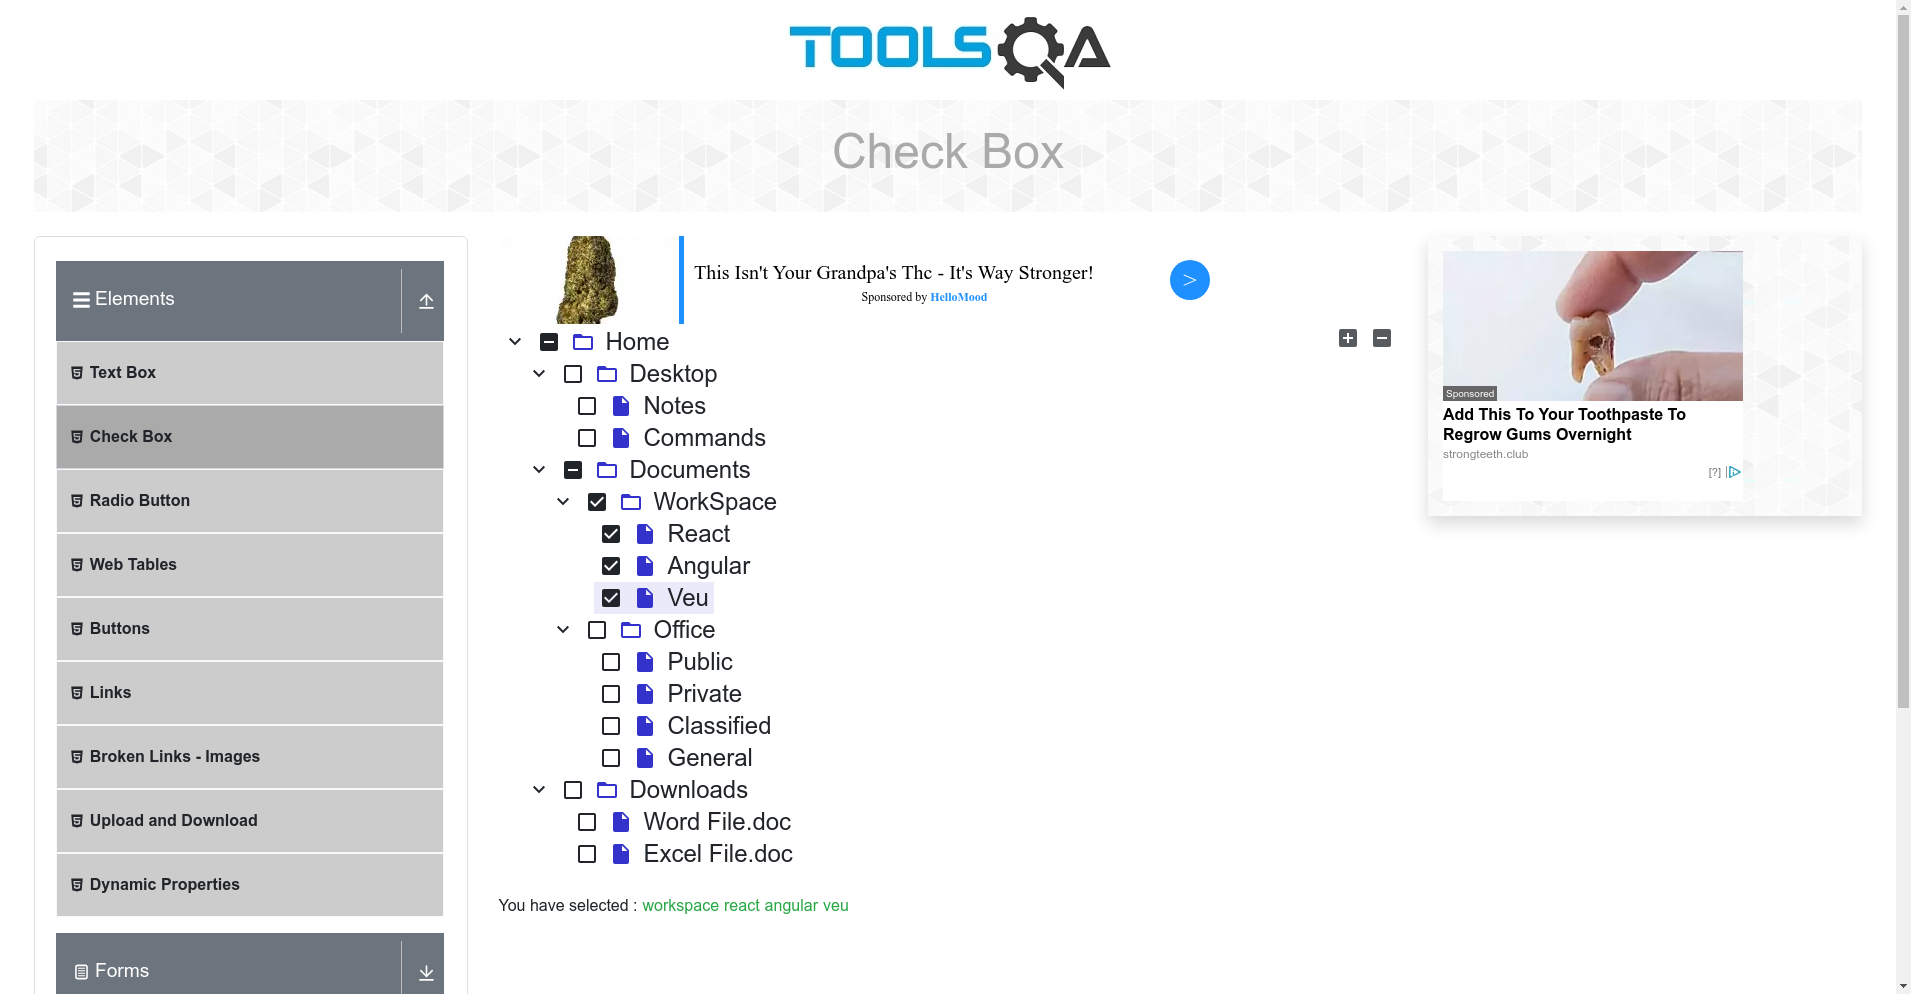 TOOLSQA
Check Box
Elements
Text Box
Check Box
Radio Button
Web Tables
Buttons
Links
Broken Links - Images
Upload and Download
Dynamic Properties
Forms
This Isn't Your Grandpa's Thc - It's Way Stronger!
Sponsored by HelloMood
>
Home
Desktop
Notes
Commands
Documents
WorkSpace
React
Angular
Veu
Office
Public
Private
Classified
General
Downloads
Word File.doc
Excel File.doc
You have selected : workspace react angular veu
Sponsored
Add This To Your Toothpaste To
Regrow Gums Overnight
strongteeth.club
[?]